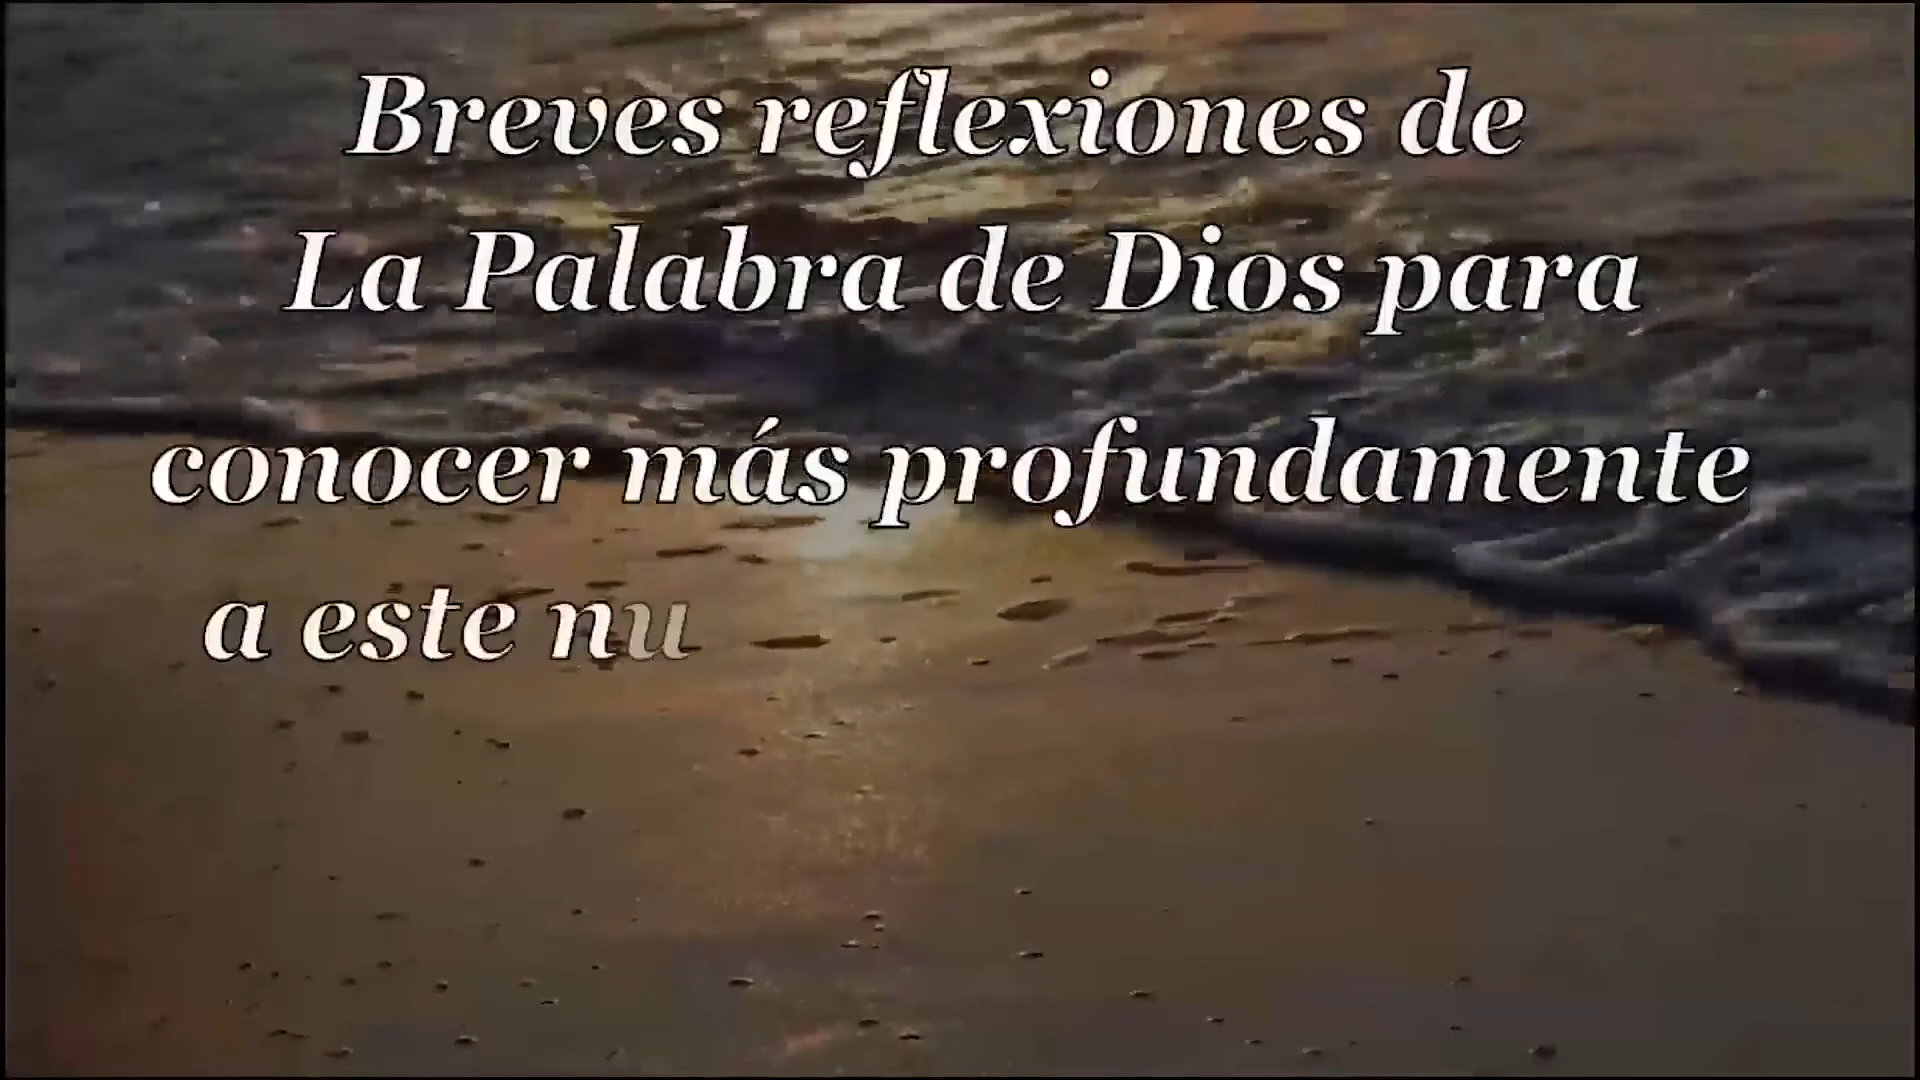 Breves reflexiones de
La Palabra de Dios para
conocer más profundamente
a este nu